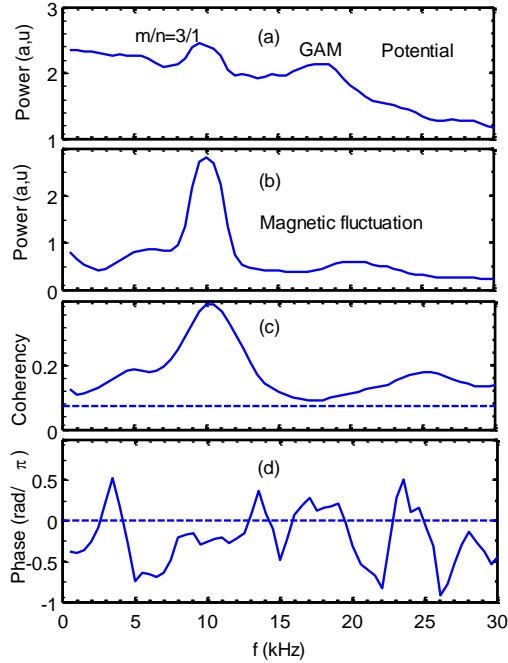 3
2
1
Power (a,u)
m/n=3/1
(a)
GAM
Potential
2
1
0
Power (a.u)
(b)
Magnetic fluctuation
0.2
0
Coherency
(c)
0.5
0
-0.5
-1
Phase (rad/ π)
(d)
0 5 10 15 20 25 30
f (kHz)